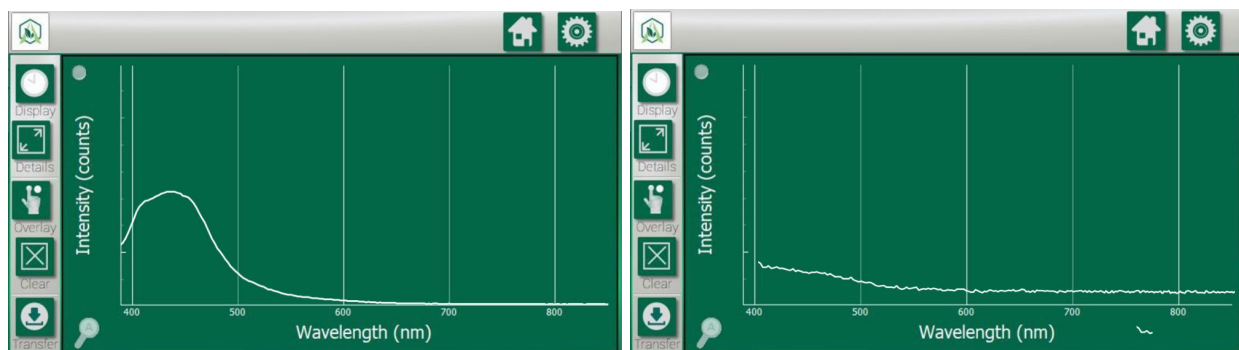 Display
Details
Overlay
Clear
Transfer
Intensity (counts)
400 500 600 700 800
Wavelength (nm)
A
Display
Details
Overlay
Clear
Transfer
Intensity (counts)
400 500 600 700 800
Wavelength (nm)
A